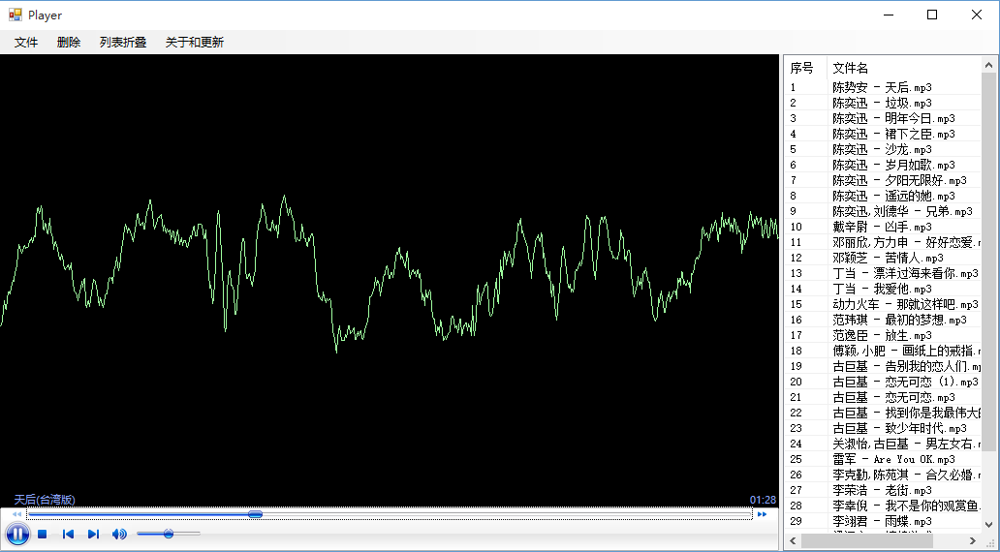 Player
文件 删除 列表折叠 关于和更新
序号 文件名
1 陈势安 - 天后.mp3
2 陈奕迅 - 垃圾.mp3
3 陈奕迅 - 明年今日.mp3
4 陈奕迅 - 裙下之臣.mp3
5 陈奕迅 - 沙龙.mp3
6 陈奕迅 - 岁月如歌.mp3
7 陈奕迅 - 夕阳无限好.mp3
8 陈奕迅 - 遥远的她.mp3
9 陈奕迅,刘德华 - 兄弟.mp3
10 戴辛尉 - 凶手.mp3
11 邓丽欣,方力申 - 好好恋爱.
12 邓颖芝 - 苦情人.mp3
13 丁当 - 漂洋过海来看你.mp3
14 丁当 - 我爱他.mp3
15 动力火车 - 那就这样吧.mp3
16 范玮琪 - 最初的梦想.mp3
17 范逸臣 - 放生.mp3
18 傅颖,小肥 - 画纸上的戒指.
19 古巨基 - 告别我的恋人们.mp
20 古巨基 - 恋无可恋 (1).mp3
21 古巨基 - 恋无可恋.mp3
22 古巨基 - 找到你是我最伟大
23 古巨基 - 致少年时代.mp3
24 关淑怡,古巨基 - 男左女右.
25 雷军 - Are You OK.mp3
26 李克勤,陈苑淇 - 合久必婚.
27 李荣浩 - 老街.mp3
28 李幸倪 - 我不是你的观赏鱼.
29 李翊君 - 雨蝶.mp3
天后(台湾版) 01:28